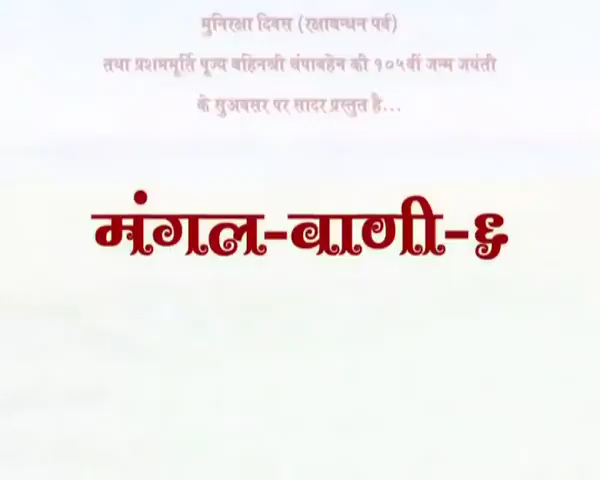 मुनिरक्षा दिवस (रक्षाबन्धन पर्व)
तथा प्रशममूर्ति पूज्य बहिनश्री चंपाबहेन की १०५वीं जन्म जयंती
के सुअवसर पर सादर प्रस्तुत है...
मंगल-वाणी-६